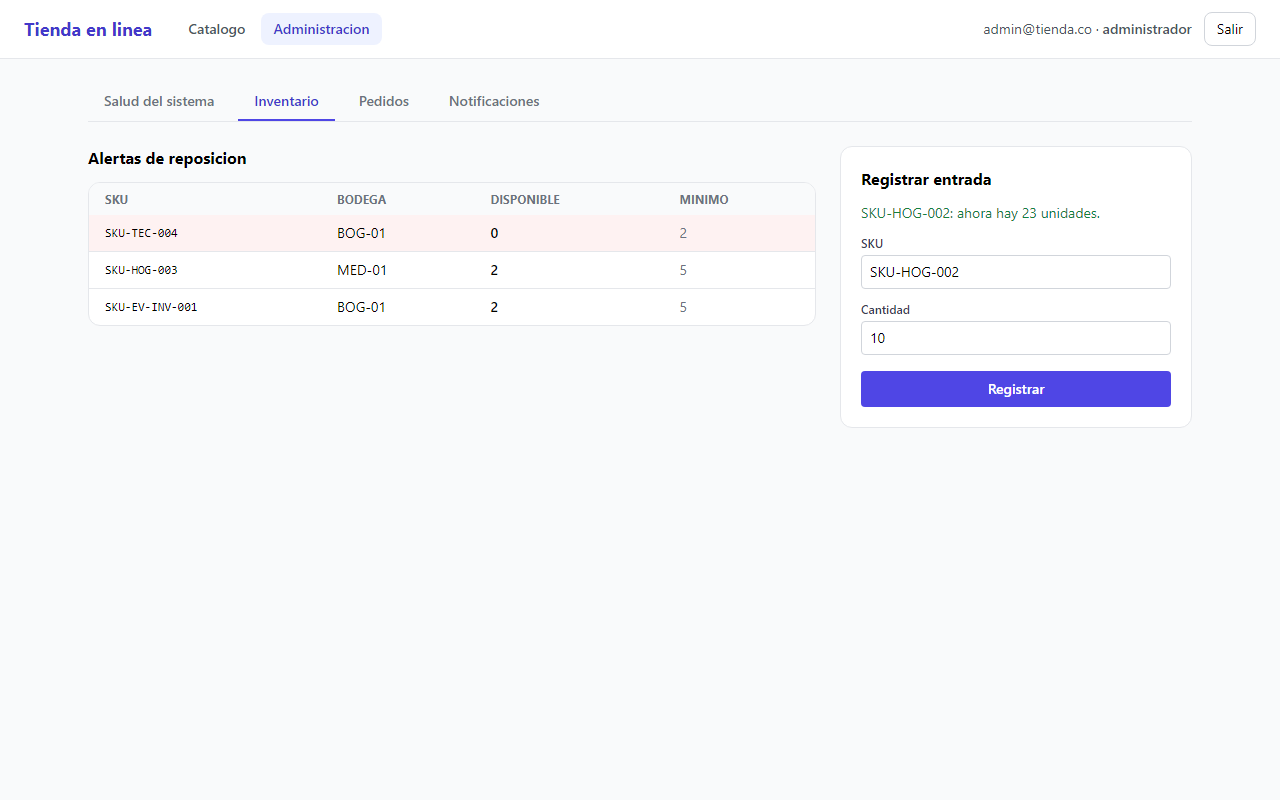 Tienda en linea Catalogo Administracion admin@tienda.co · administrador Salir
Salud del sistema Inventario Pedidos Notificaciones
Alertas de reposicion
SKU BODEGA DISPONIBLE MINIMO
SKU-TEC-004 BOG-01 0 2
SKU-HOG-003 MED-01 2 5
SKU-EV-INV-001 BOG-01 2 5
Registrar entrada
SKU-HOG-002: ahora hay 23 unidades.
SKU
SKU-HOG-002
Cantidad
10
Registrar